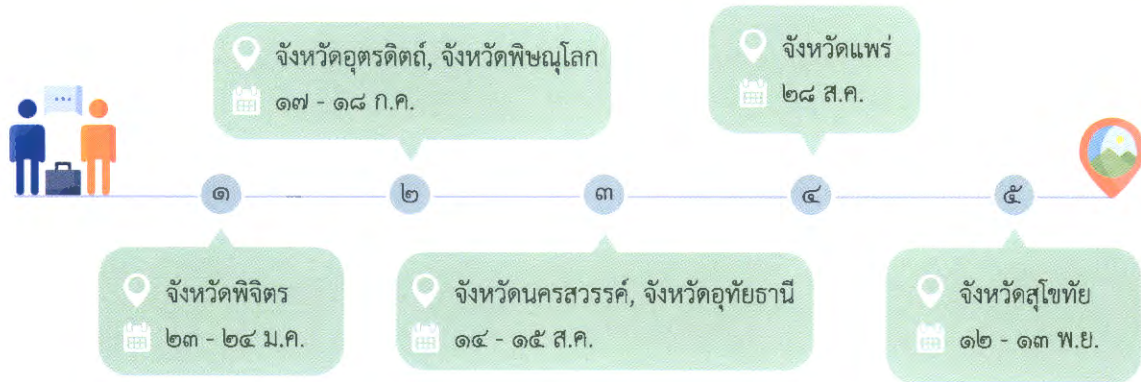 ๑
จังหวัดพิจิตร
๒๓ - ๒๔ ม.ค.
๒
จังหวัดอุตรดิตถ์, จังหวัดพิษณุโลก
๑๗ - ๑๘ ก.ค.
๓
จังหวัดนครสวรรค์, จังหวัดอุทัยธานี
๑๔ - ๑๕ ส.ค.
๔
จังหวัดแพร่
๒๘ ส.ค.
๕
จังหวัดสุโขทัย
๑๒ - ๑๓ พ.ย.